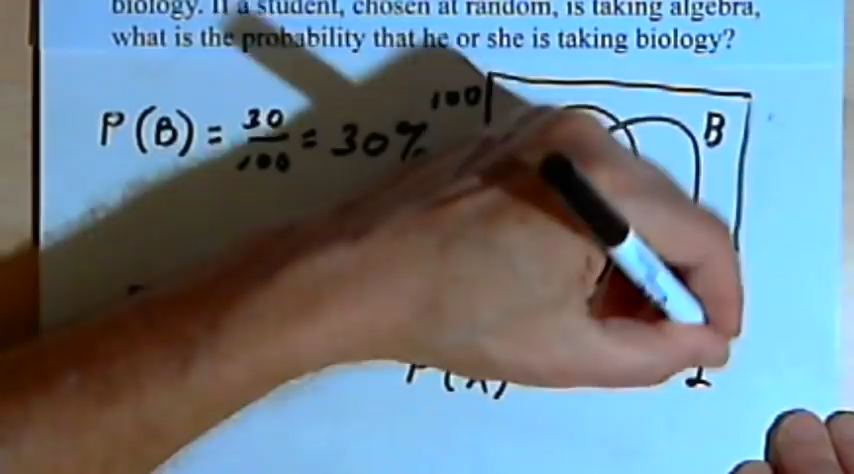 biology. If a student, chosen at random, is taking algebra,
what is the probability that he or she is taking biology?
P(B) = 30/100 = 30%
100
B
P(A)